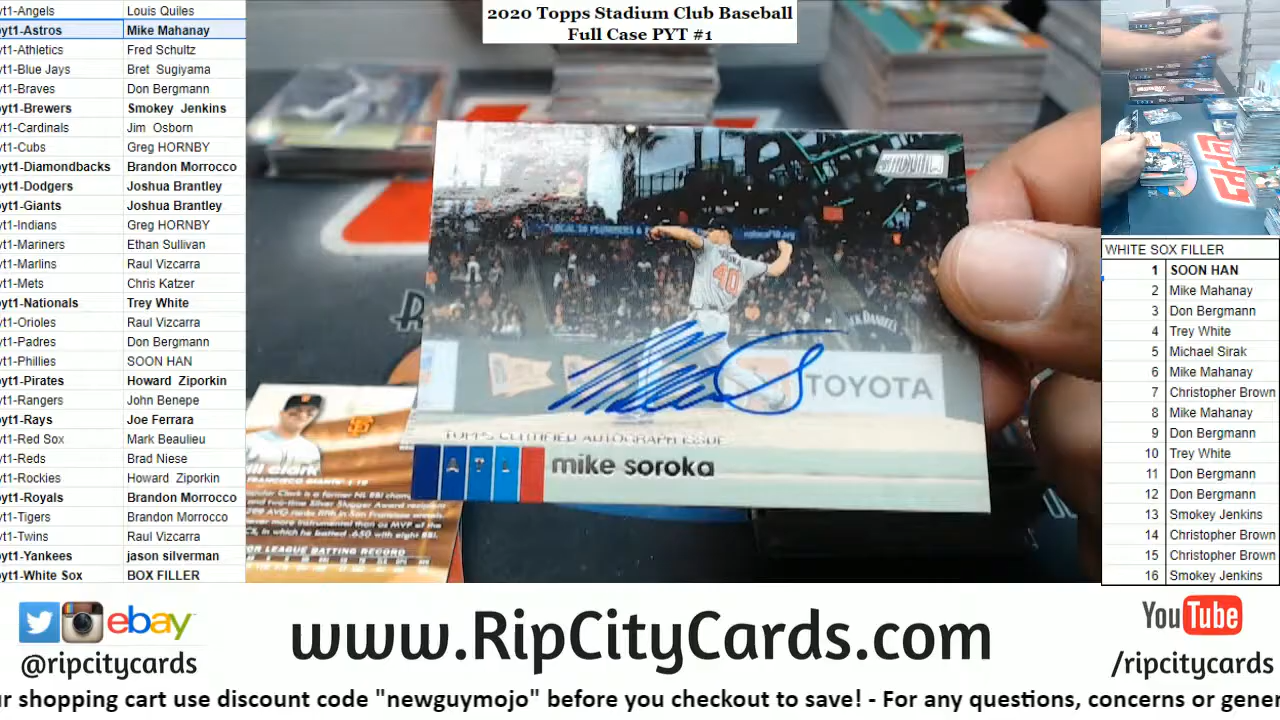 2020 Topps Stadium Club Baseball
Full Case PYT #1
yt1-Angels Louis Quiles
yt1-Astros Mike Mahanay
yt1-Athletics Fred Schultz
yt1-Blue Jays Bret Sugiyama
yt1-Braves Don Bergmann
yt1-Brewers Smokey Jenkins
yt1-Cardinals Jim Osborn
yt1-Cubs Greg HORNBY
yt1-Diamondbacks Brandon Morrocco
yt1-Dodgers Joshua Brantley
yt1-Giants Joshua Brantley
yt1-Indians Greg HORNBY
yt1-Mariners Ethan Sullivan
yt1-Marlins Raul Vizcarra
yt1-Mets Chris Katzer
yt1-Nationals Trey White
yt1-Orioles Raul Vizcarra
yt1-Padres Don Bergmann
yt1-Phillies SOON HAN
yt1-Pirates Howard Ziporkin
yt1-Rangers John Benepe
yt1-Rays Joe Ferrara
yt1-Red Sox Mark Beaulieu
yt1-Reds Brad Niese
yt1-Rockies Howard Ziporkin
yt1-Royals Brandon Morrocco
yt1-Tigers Brandon Morrocco
yt1-Twins Raul Vizcarra
yt1-Yankees jason silverman
yt1-White Sox BOX FILLER
STADIUM
40
JACK DANIEL'S
TOYOTA
TOPPS CERTIFIED AUTOGRAPH ISSUE
ATL mike soroka
TOPPS
WHITE SOX FILLER
1 SOON HAN
2 Mike Mahanay
3 Don Bergmann
4 Trey White
5 Michael Sirak
6 Mike Mahanay
7 Christopher Brown
8 Mike Mahanay
9 Don Bergmann
10 Trey White
11 Don Bergmann
12 Don Bergmann
13 Smokey Jenkins
14 Christopher Brown
15 Christopher Brown
16 Smokey Jenkins
ebay
@ripcitycards
www.RipCityCards.com
YouTube
/ripcitycards
ur shopping cart use discount code "newguymojo" before you checkout to save! - For any questions, concerns or gener